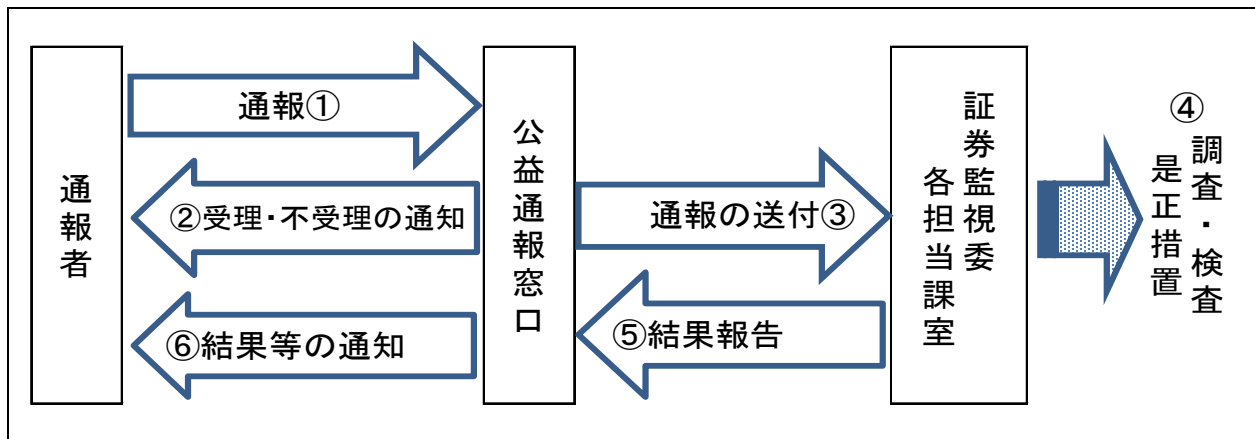 通報者
通報①
②受理・不受理の通知
⑥結果等の通知
公益通報窓口
通報の送付③
⑤結果報告
証券監視委
各担当課室
④
調査・検査
是正措置